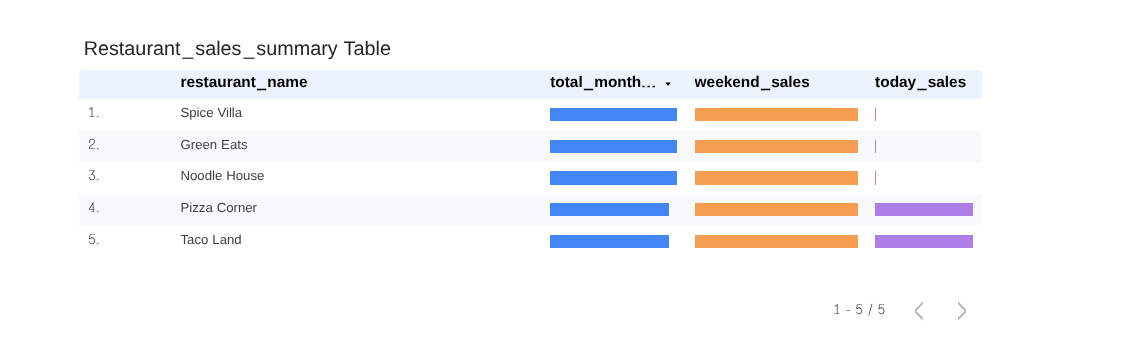 Restaurant_sales_summary Table
restaurant_name total_month... weekend_sales today_sales
1. Spice Villa
2. Green Eats
3. Noodle House
4. Pizza Corner
5. Taco Land
1 - 5 / 5